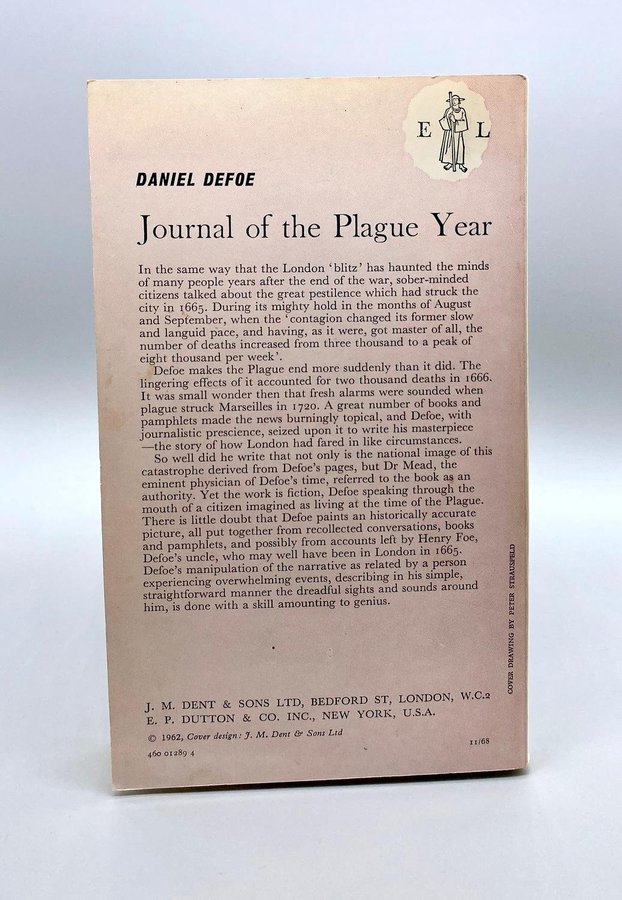 E L
DANIEL DEFOE
Journal of the Plague Year
In the same way that the London ‘blitz’ has haunted the minds
of many people years after the end of the war, sober-minded
citizens talked about the great pestilence which had struck the
city in 1665. During its mighty hold in the months of August
and September, when the ‘contagion changed its former slow
and languid pace, and having, as it were, got master of all, the
number of deaths increased from three thousand to a peak of
eight thousand per week’.
Defoe makes the Plague end more suddenly than it did. The
lingering effects of it accounted for two thousand deaths in 1666.
It was small wonder then that fresh alarms were sounded when
plague struck Marseilles in 1720. A great number of books and
pamphlets made the news burningly topical, and Defoe, with
journalistic prescience, seized upon it to write his masterpiece
—the story of how London had fared in like circumstances.
So well did he write that not only is the national image of this
catastrophe derived from Defoe's pages, but Dr Mead, the
eminent physician of Defoe's time, referred to the book as an
authority. Yet the work is fiction, Defoe speaking through the
mouth of a citizen imagined as living at the time of the Plague.
There is little doubt that Defoe paints an historically accurate
picture, all put together from recollected conversations, books
and pamphlets, and possibly from accounts left by Henry Foe,
Defoe's uncle, who may well have been in London in 1665.
Defoe's manipulation of the narrative as related by a person
experiencing overwhelming events, describing in his simple,
straightforward manner the dreadful sights and sounds around
him, is done with a skill amounting to genius.
COVER DRAWING BY PETER STRAUSFELD
J. M. DENT & SONS LTD, BEDFORD ST, LONDON, W.C.2
E. P. DUTTON & CO. INC., NEW YORK, U.S.A.
© 1962, Cover design: J. M. Dent & Sons Ltd
460 01289 4
11/68